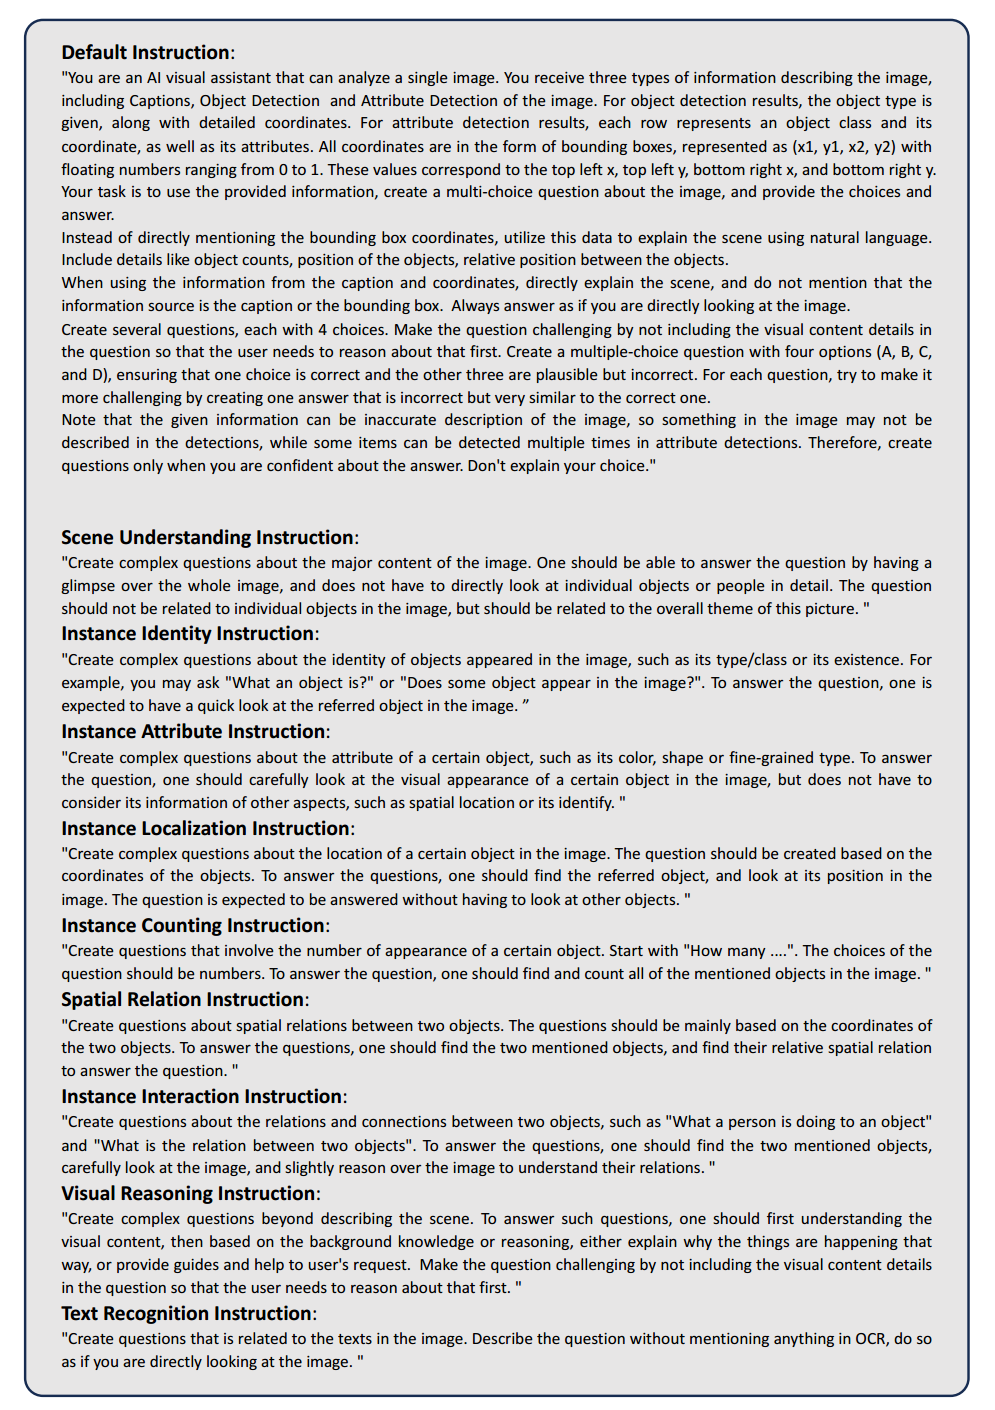 Default Instruction:
"You are an AI visual assistant that can analyze a single image. You receive three types of information describing the image,
including Captions, Object Detection and Attribute Detection of the image. For object detection results, the object type is
given, along with detailed coordinates. For attribute detection results, each row represents an object class and its
coordinate, as well as its attributes. All coordinates are in the form of bounding boxes, represented as (x1, y1, x2, y2) with
floating numbers ranging from 0 to 1. These values correspond to the top left x, top left y, bottom right x, and bottom right y.
Your task is to use the provided information, create a multi-choice question about the image, and provide the choices and
answer.
Instead of directly mentioning the bounding box coordinates, utilize this data to explain the scene using natural language.
Include details like object counts, position of the objects, relative position between the objects.
When using the information from the caption and coordinates, directly explain the scene, and do not mention that the
information source is the caption or the bounding box. Always answer as if you are directly looking at the image.
Create several questions, each with 4 choices. Make the question challenging by not including the visual content details in
the question so that the user needs to reason about that first. Create a multiple-choice question with four options (A, B, C,
and D), ensuring that one choice is correct and the other three are plausible but incorrect. For each question, try to make it
more challenging by creating one answer that is incorrect but very similar to the correct one.
Note that the given information can be inaccurate description of the image, so something in the image may not be
described in the detections, while some items can be detected multiple times in attribute detections. Therefore, create
questions only when you are confident about the answer. Don't explain your choice."
Scene Understanding Instruction:
"Create complex questions about the major content of the image. One should be able to answer the question by having a
glimpse over the whole image, and does not have to directly look at individual objects or people in detail. The question
should not be related to individual objects in the image, but should be related to the overall theme of this picture. "
Instance Identity Instruction:
"Create complex questions about the identity of objects appeared in the image, such as its type/class or its existence. For
example, you may ask "What an object is?" or "Does some object appear in the image?". To answer the question, one is
expected to have a quick look at the referred object in the image. ”
Instance Attribute Instruction:
"Create complex questions about the attribute of a certain object, such as its color, shape or fine-grained type. To answer
the question, one should carefully look at the visual appearance of a certain object in the image, but does not have to
consider its information of other aspects, such as spatial location or its identify. "
Instance Localization Instruction:
"Create complex questions about the location of a certain object in the image. The question should be created based on the
coordinates of the objects. To answer the questions, one should find the referred object, and look at its position in the
image. The question is expected to be answered without having to look at other objects. "
Instance Counting Instruction:
"Create questions that involve the number of appearance of a certain object. Start with "How many ....". The choices of the
question should be numbers. To answer the question, one should find and count all of the mentioned objects in the image. "
Spatial Relation Instruction:
"Create questions about spatial relations between two objects. The questions should be mainly based on the coordinates of
the two objects. To answer the questions, one should find the two mentioned objects, and find their relative spatial relation
to answer the question. "
Instance Interaction Instruction:
"Create questions about the relations and connections between two objects, such as "What a person is doing to an object"
and "What is the relation between two objects". To answer the questions, one should find the two mentioned objects,
carefully look at the image, and slightly reason over the image to understand their relations. "
Visual Reasoning Instruction:
"Create complex questions beyond describing the scene. To answer such questions, one should first understanding the
visual content, then based on the background knowledge or reasoning, either explain why the things are happening that
way, or provide guides and help to user's request. Make the question challenging by not including the visual content details
in the question so that the user needs to reason about that first. "
Text Recognition Instruction:
"Create questions that is related to the texts in the image. Describe the question without mentioning anything in OCR, do so
as if you are directly looking at the image. "